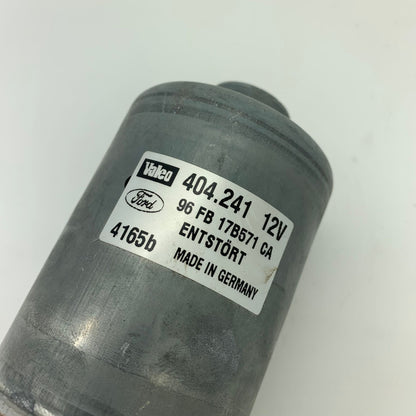 Valeo 404.241 12V
Ford 96 FB 17B571 CA
4165b ENTSTÖRT
MADE IN GERMANY